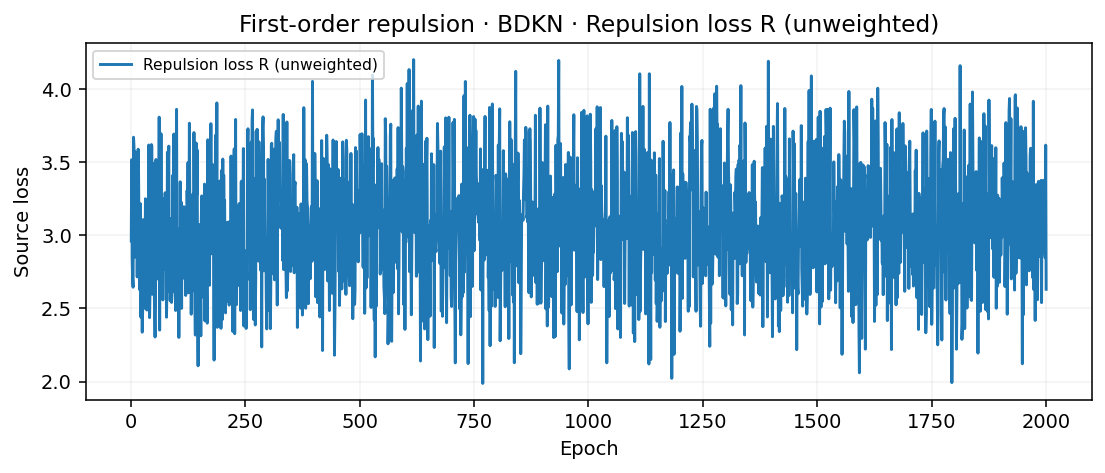 First-order repulsion · BDKN · Repulsion loss R (unweighted)
Repulsion loss R (unweighted)
Source loss
4.0
3.5
3.0
2.5
2.0
0 250 500 750 1000 1250 1500 1750 2000
Epoch